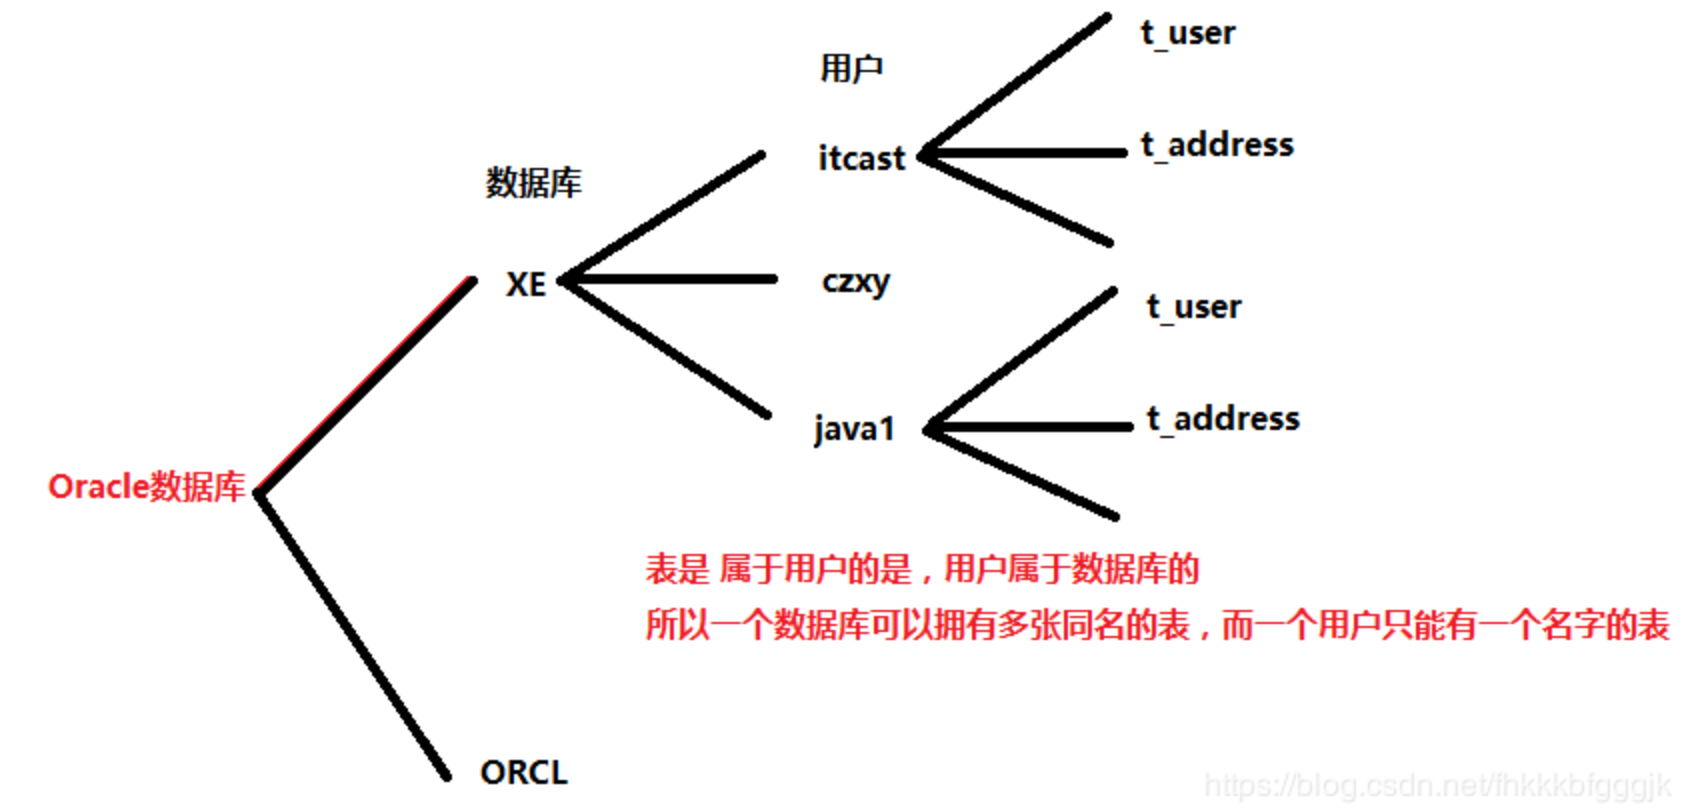 t_user
用户
t_address
itcast
数据库
XE
czxy
t_user
java1
t_address
Oracle数据库
表是 属于用户的是，用户属于数据库的
所以一个数据库可以拥有多张同名的表，而一个用户只能有一个名字的表
ORCL
https://blog.csdn.net/fhkkkbfgggjk